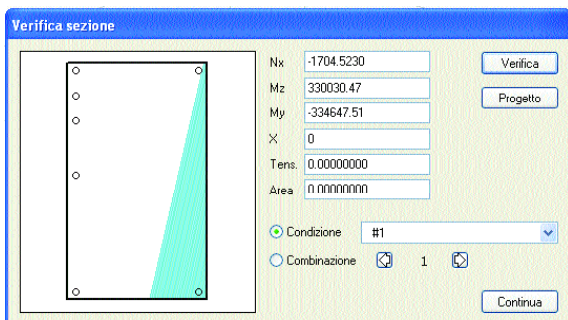 Verifica sezione
Nx -1704.5230 Verifica
Mz 330030.47
Progetto
My -334647.51
X 0
Tens. 0.00000000
Area 0.00000000
Condizione #1
Combinazione 1
Continua